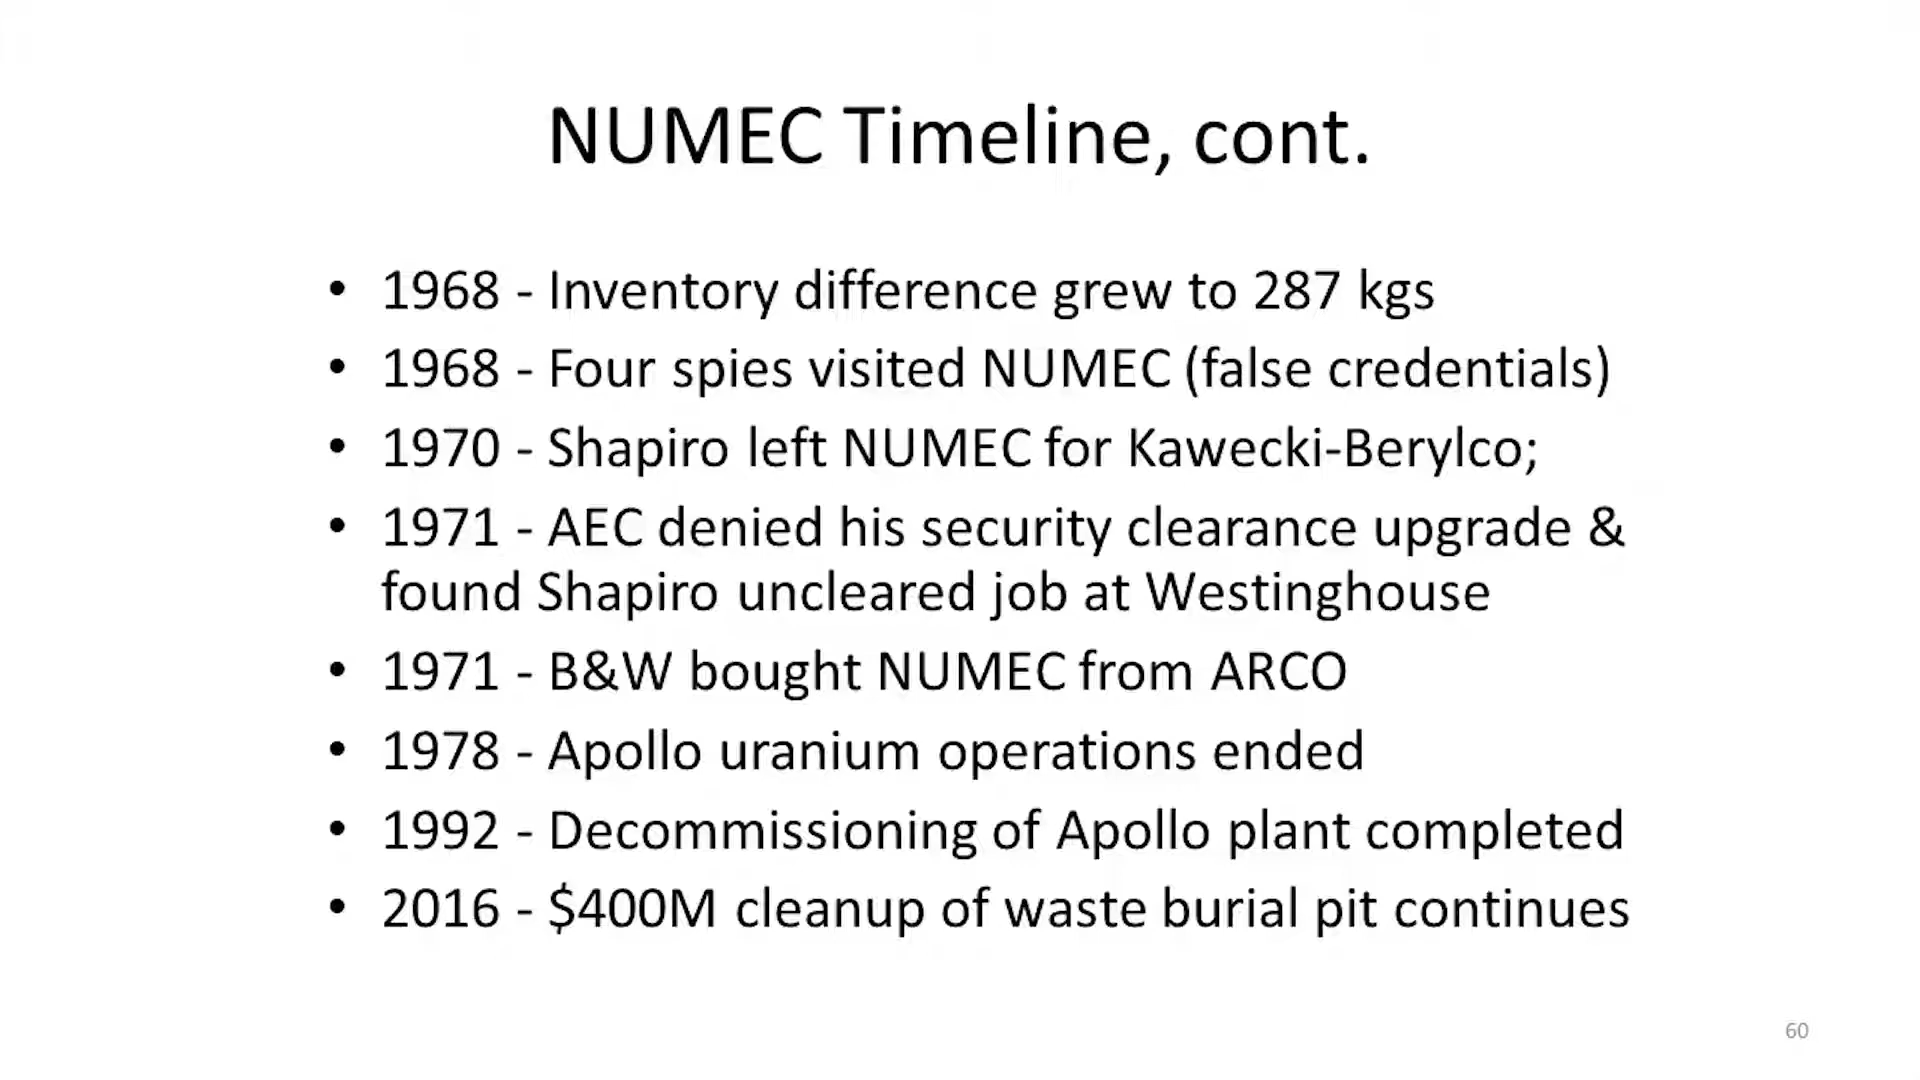 NUMEC Timeline, cont.
• 1968 - Inventory difference grew to 287 kgs
• 1968 - Four spies visited NUMEC (false credentials)
• 1970 - Shapiro left NUMEC for Kawecki-Berylco;
• 1971 - AEC denied his security clearance upgrade &
found Shapiro uncleared job at Westinghouse
• 1971 - B&W bought NUMEC from ARCO
• 1978 - Apollo uranium operations ended
• 1992 - Decommissioning of Apollo plant completed
• 2016 - $400M cleanup of waste burial pit continues
60